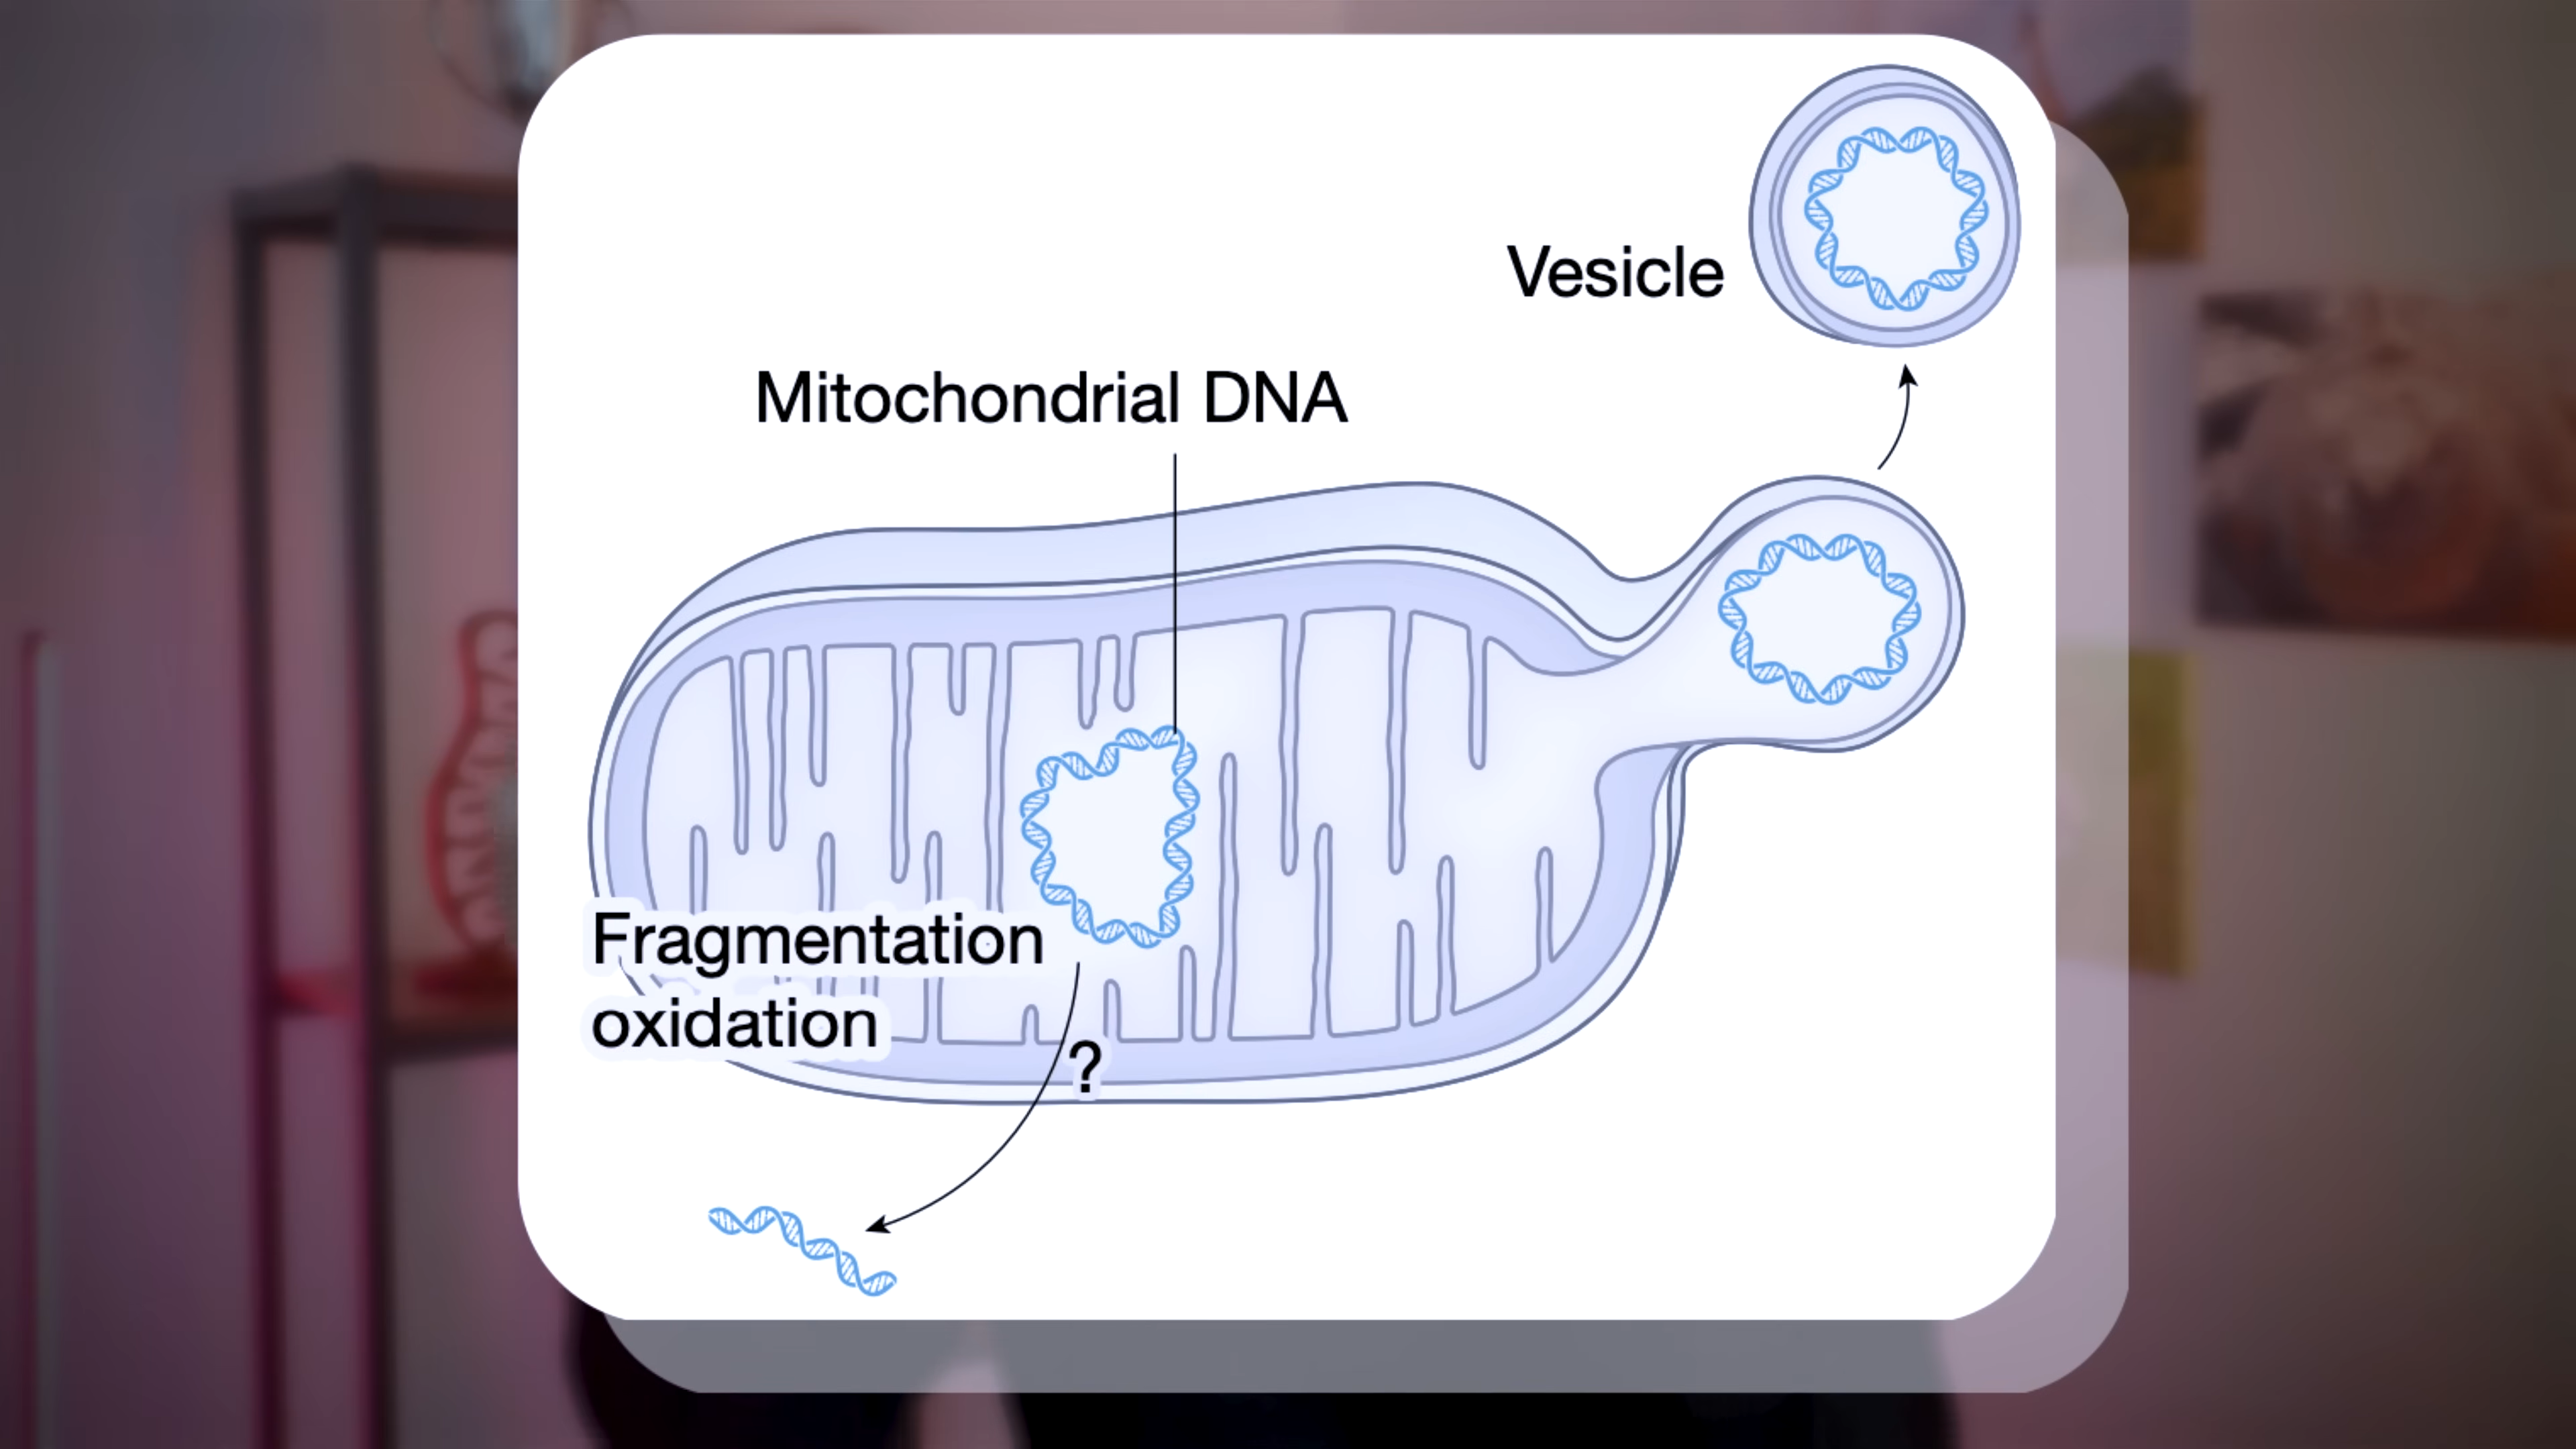 Vesicle
Mitochondrial DNA
Fragmentation
oxidation
?